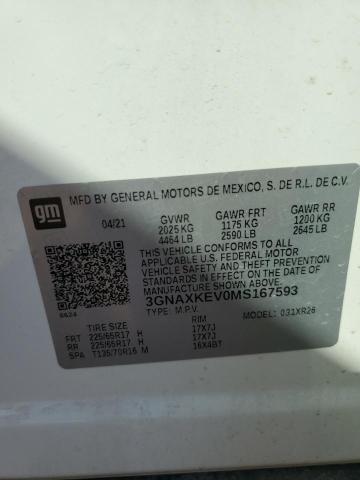 MFD BY GENERAL MOTORS DE MEXICO, S. DE R.L. DE C.V.
gm
04/21 GVWR GAWR FRT GAWR RR
2025 KG 1175 KG 1200 KG
4464 LB 2590 LB 2645 LB
THIS VEHICLE CONFORMS TO ALL APPLICABLE U.S. FEDERAL MOTOR VEHICLE SAFETY, BUMPER, AND THEFT PREVENTION STANDARDS IN EFFECT ON THE DATE OF MANUFACTURE SHOWN ABOVE.
3GNAXKEV0MS167593
TYPE: M.P.V. MODEL: 031XR26
6624
TIRE SIZE RIM
FRT 225/65R17 H 17X7J
RR 225/65R17 H 17X7J
SPA T135/70R16 M 16X4BT